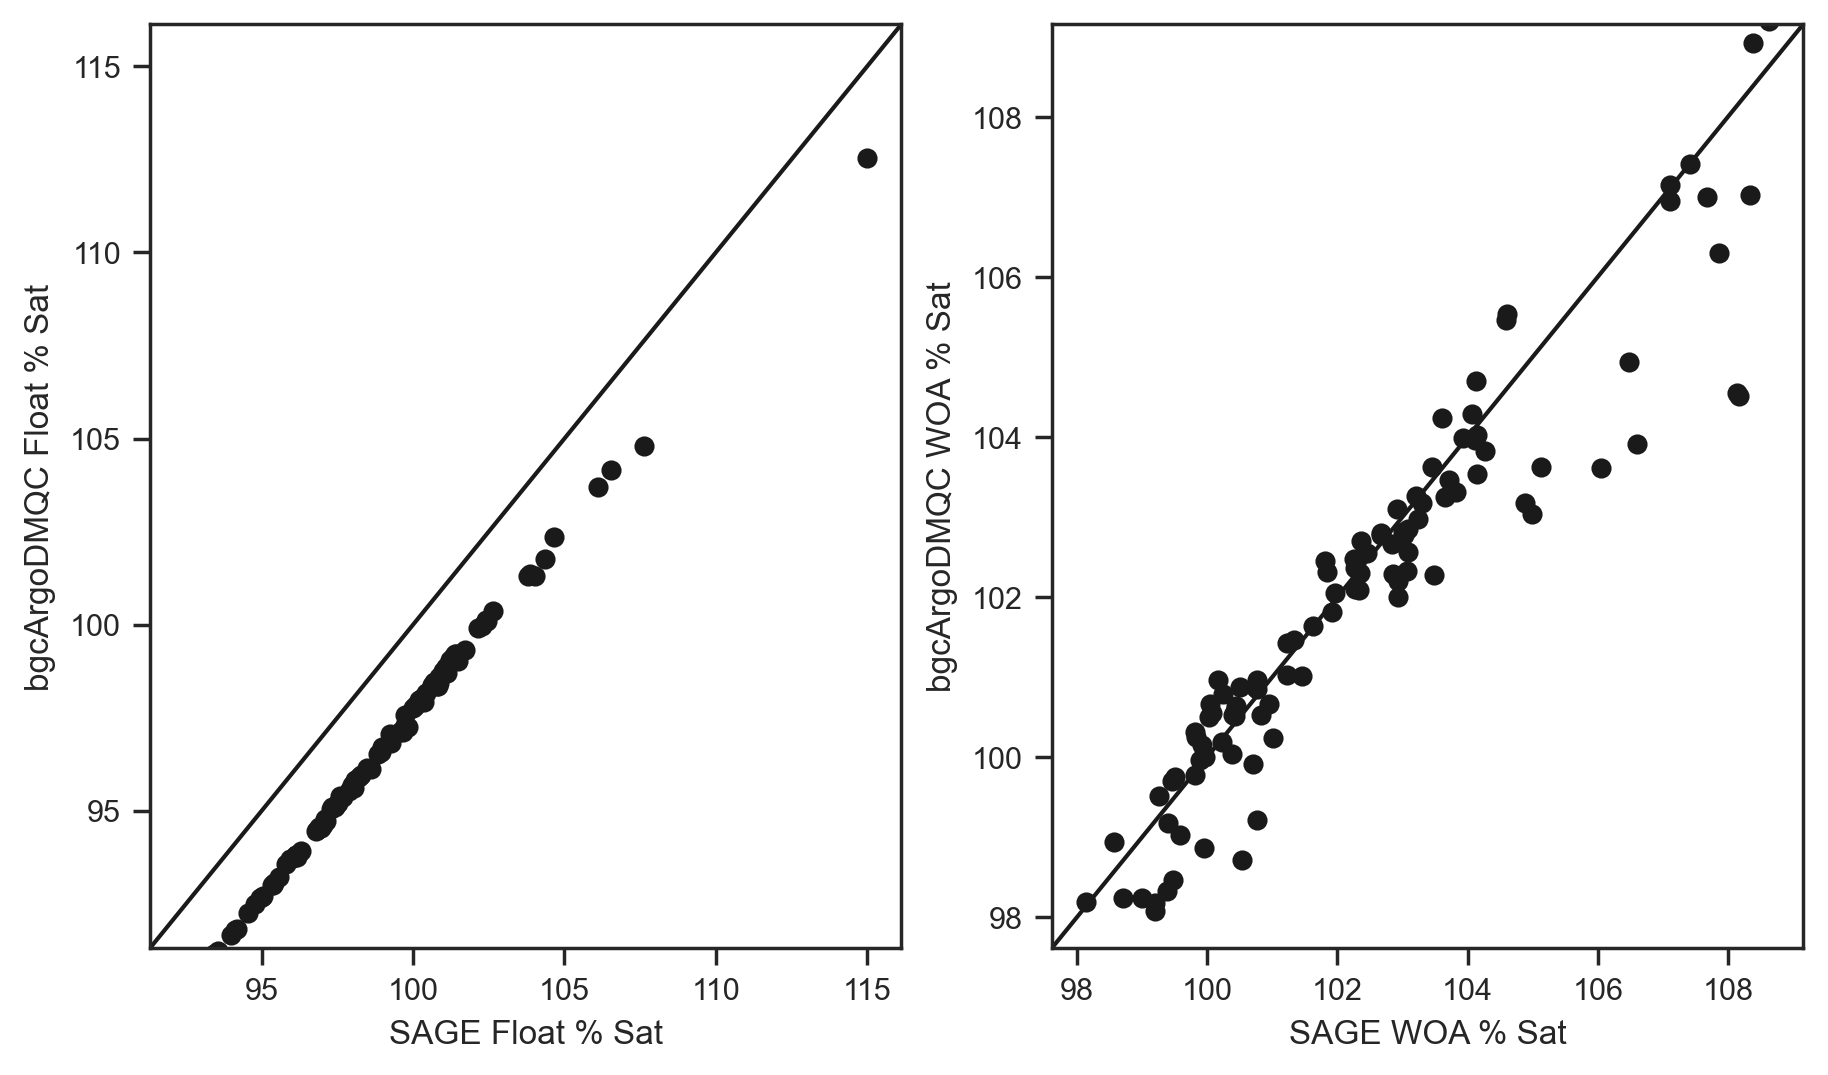 115
110
105
100
95
bgcArgoDMQC Float % Sat
95 100 105 110 115
SAGE Float % Sat
108
106
104
102
100
98
bgcArgoDMQC WOA % Sat
98 100 102 104 106 108
SAGE WOA % Sat